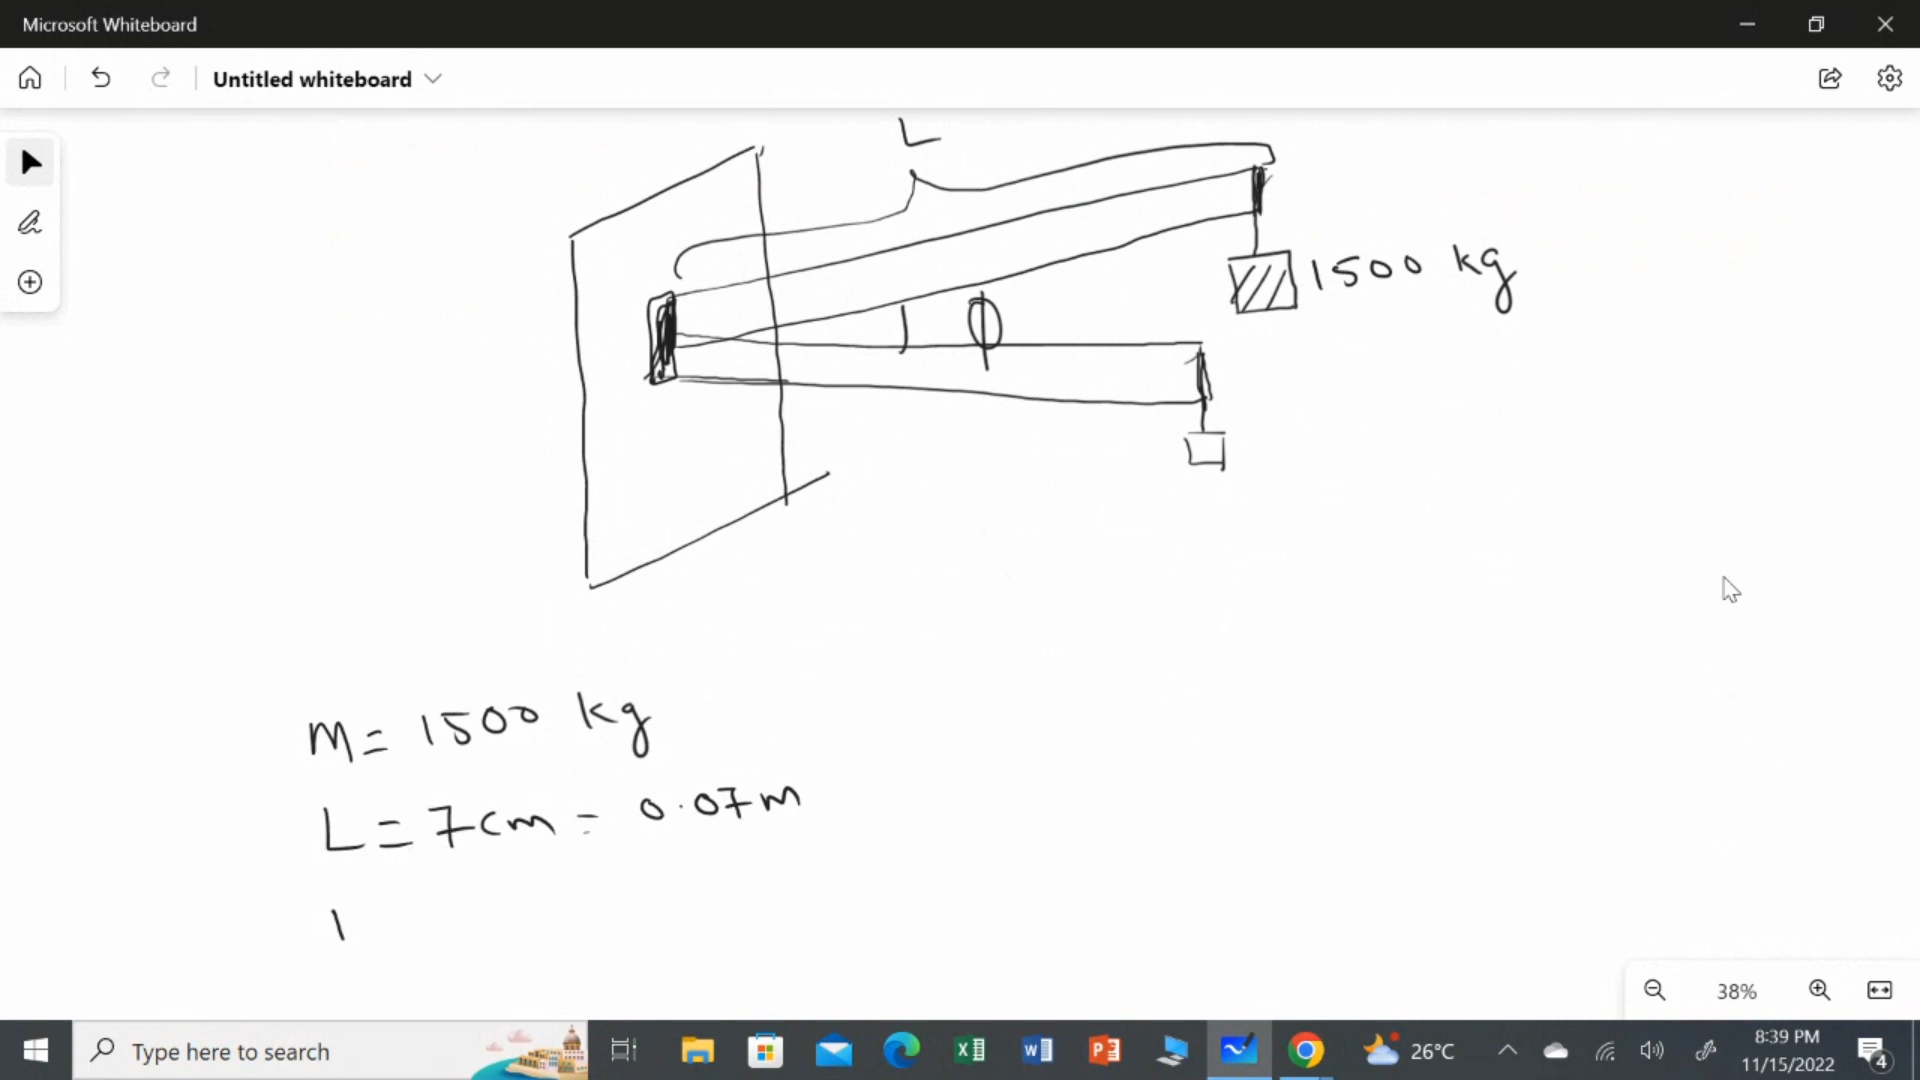 Microsoft Whiteboard
Untitled whiteboard
L
1500 kg
ϕ
M = 1500 kg
L = 7cm = 0.07m
38%
Type here to search
26°C
8:39 PM
11/15/2022
4